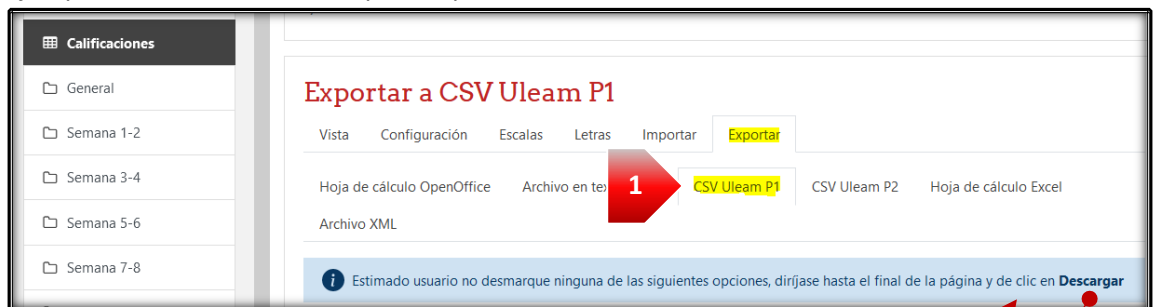 Calificaciones
General
Semana 1-2
Semana 3-4
Semana 5-6
Semana 7-8
Exportar a CSV Uleam P1
Vista Configuración Escalas Letras Importar Exportar
Hoja de cálculo OpenOffice Archivo en 1 CSV Uleam P1 CSV Uleam P2 Hoja de cálculo Excel
Archivo XML
Estimado usuario no desmarque ninguna de las siguientes opciones, diríjase hasta el final de la página y de clic en Descargar